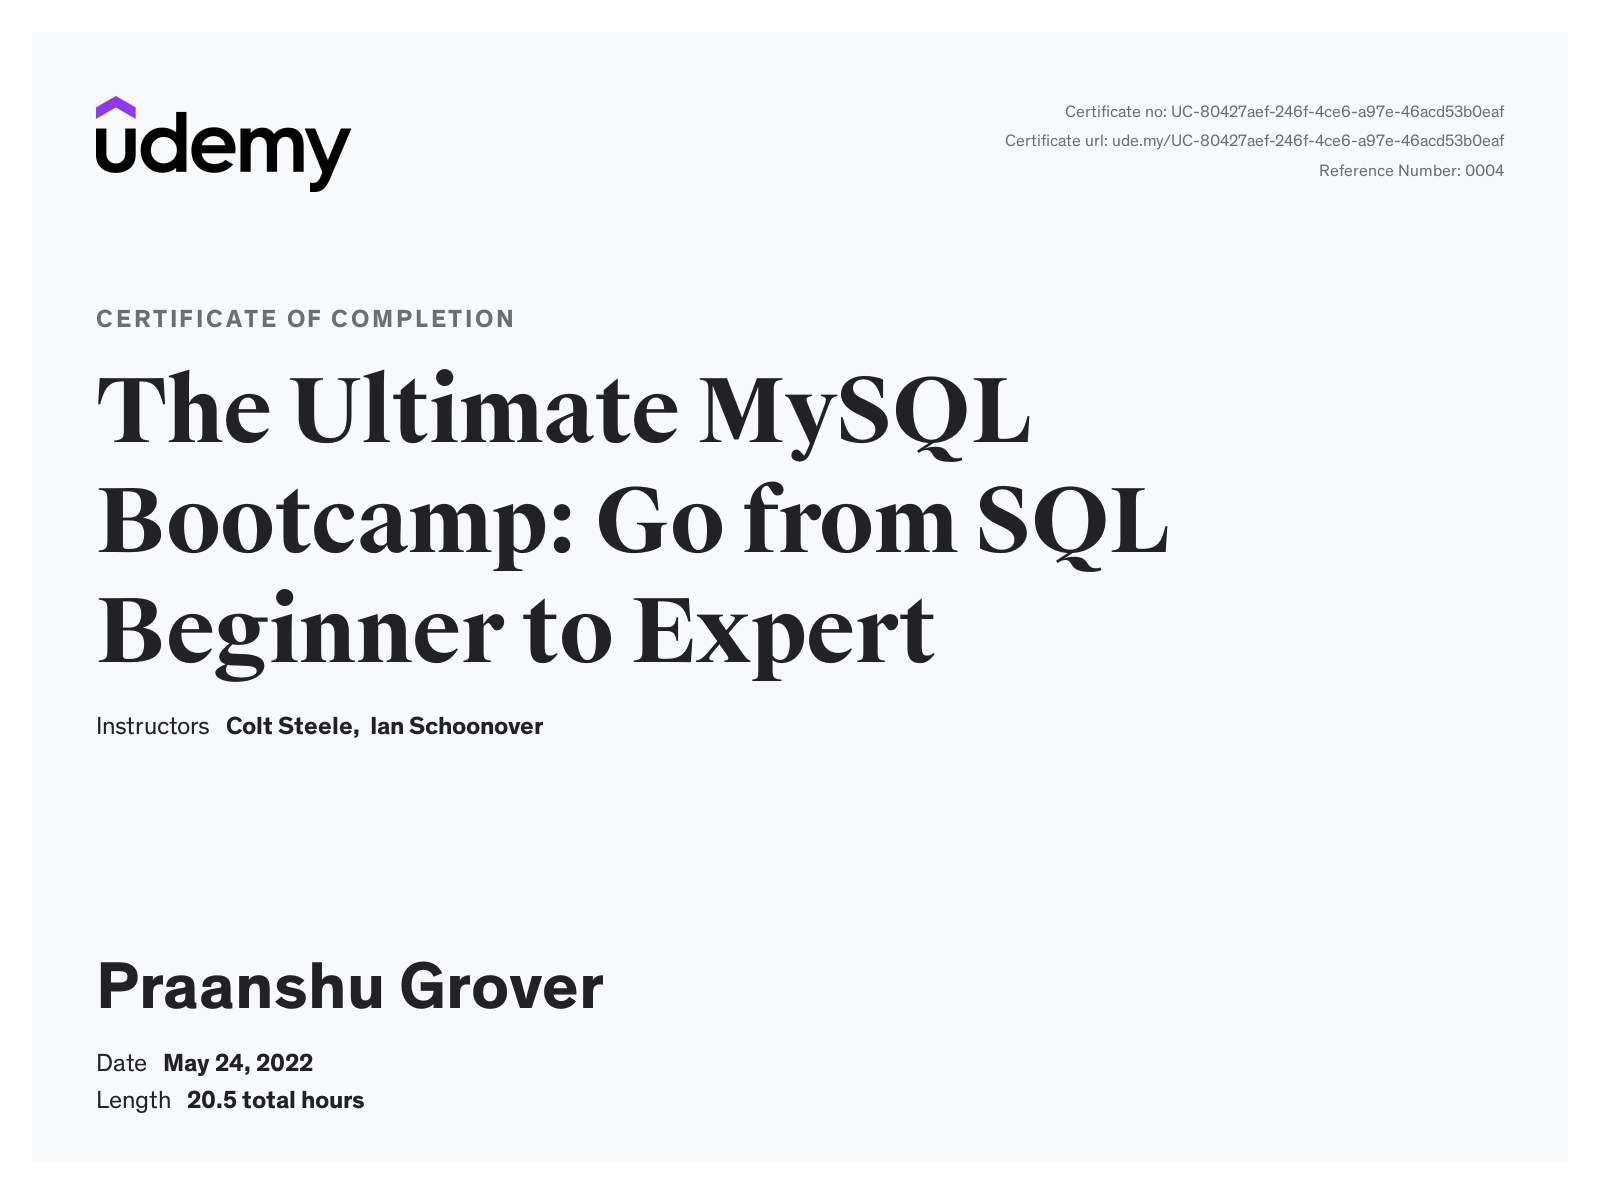 udemy
Certificate no: UC-80427aef-246f-4ce6-a97e-46acd53b0eaf
Certificate url: ude.my/UC-80427aef-246f-4ce6-a97e-46acd53b0eaf
Reference Number: 0004
CERTIFICATE OF COMPLETION
The Ultimate MySQL
Bootcamp: Go from SQL
Beginner to Expert
Instructors Colt Steele, Ian Schoonover
Praanshu Grover
Date May 24, 2022
Length 20.5 total hours